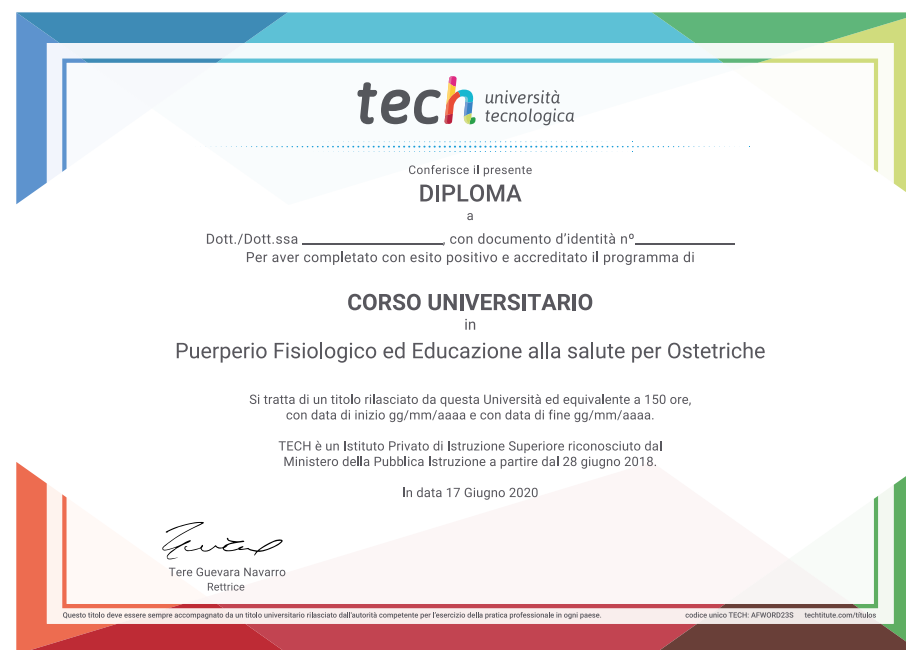 tech università
tecnologica
Conferisce il presente
DIPLOMA
a
Dott./Dott.ssa ____________________, con documento d'identità nº______________
Per aver completato con esito positivo e accreditato il programma di
CORSO UNIVERSITARIO
in
Puerperio Fisiologico ed Educazione alla salute per Ostetriche
Si tratta di un titolo rilasciato da questa Università ed equivalente a 150 ore,
con data di inizio gg/mm/aaaa e con data di fine gg/mm/aaaa.
TECH è un Istituto Privato di Istruzione Superiore riconosciuto dal
Ministero della Pubblica Istruzione a partire dal 28 giugno 2018.
In data 17 Giugno 2020
Tere Guevara Navarro
Rettrice
Questo titolo deve essere sempre accompagnato da un titolo universitario rilasciato dall'autorità competente per l'esercizio della pratica professionale in ogni paese. codice unico TECH: AFWORD23S techtitute.com/títulos